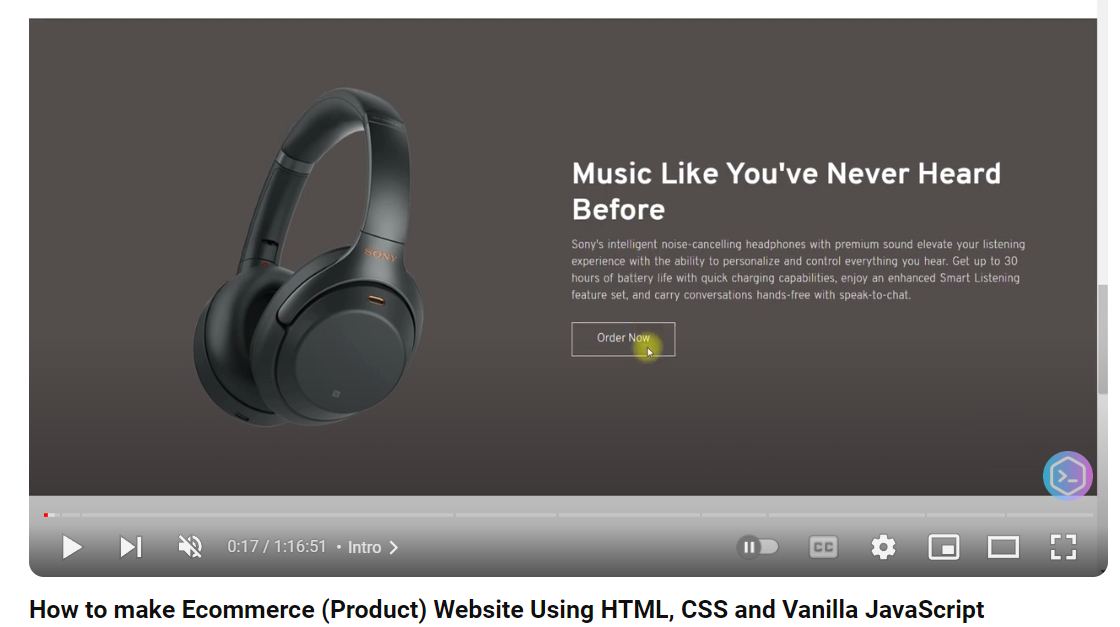 Music Like You've Never Heard
Before
Sony's intelligent noise-cancelling headphones with premium sound elevate your listening
experience with the ability to personalize and control everything you hear. Get up to 30
hours of battery life with quick charging capabilities, enjoy an enhanced Smart Listening
feature set, and carry conversations hands-free with speak-to-chat.
SONY
Order Now
0:17 / 1:16:51 • Intro
CC
How to make Ecommerce (Product) Website Using HTML, CSS and Vanilla JavaScript